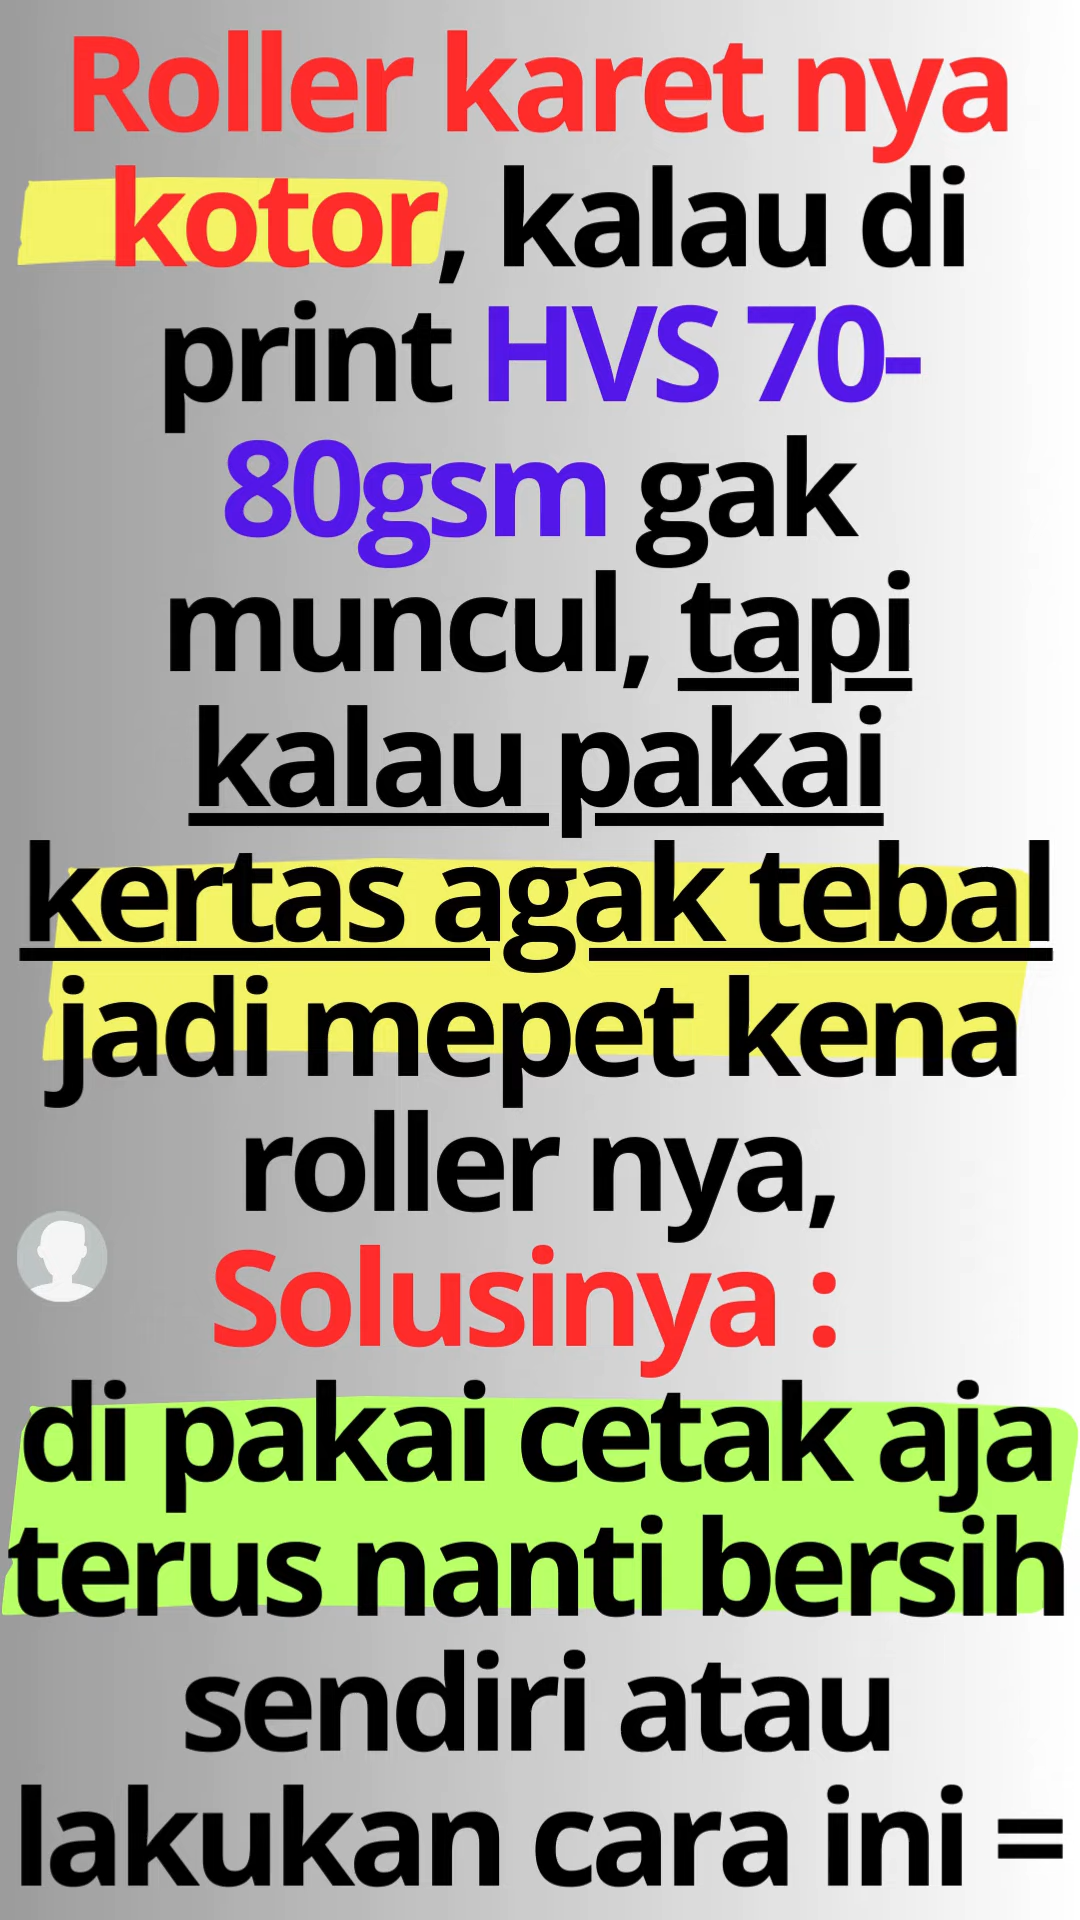 Roller karet nya
kotor, kalau di
print HVS 70-
80gsm gak
muncul, tapi
kalau pakai
kertas agak tebal
jadi mepet kena
roller nya,
Solusinya :
di pakai cetak aja
terus nanti bersih
sendiri atau
lakukan cara ini =